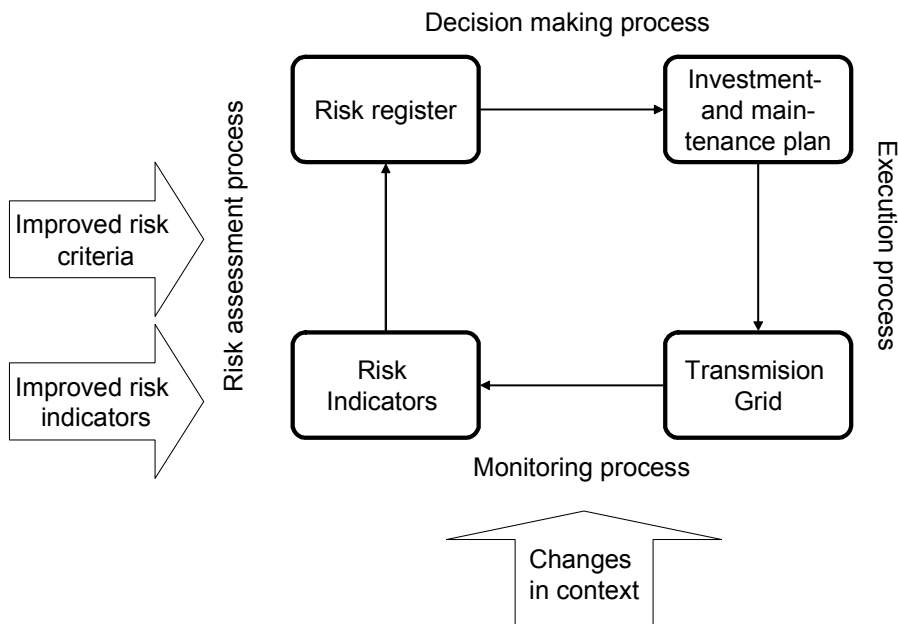 Decision making process
Risk register
Investment-
and main-
tenance plan
Execution process
Risk assessment process
Improved risk
criteria
Improved risk
indicators
Risk
Indicators
Transmision
Grid
Monitoring process
Changes
in context